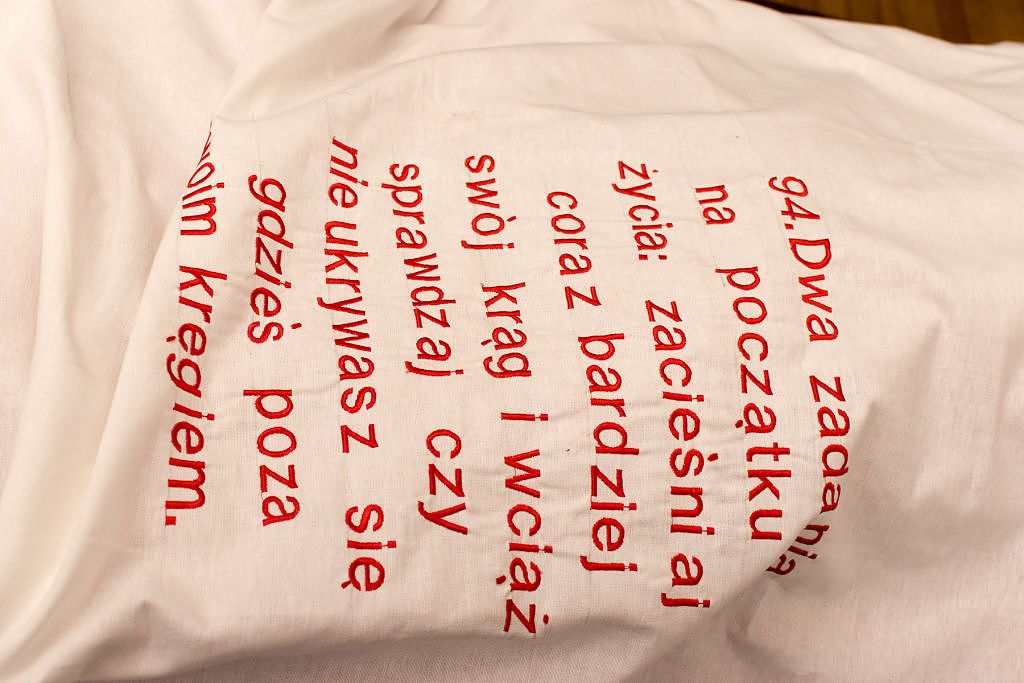 94. Dwa zadania
na początku
życia: zacieśniaj
coraz bardziej
swój krąg i wciąż
sprawdzaj czy
nie ukrywasz się
gdzieś poza
swoim kręgiem.